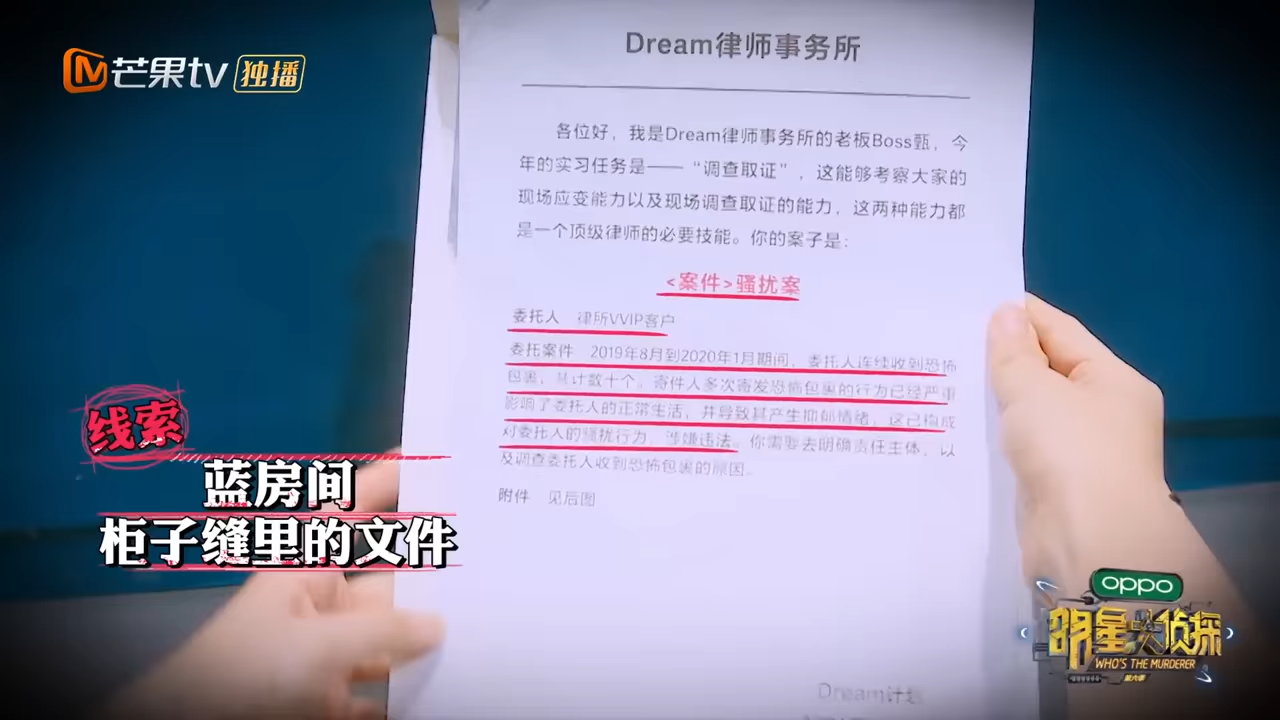 芒果tv 独播
Dream律师事务所
各位好，我是Dream律师事务所的老板Boss甄，今
年的实习任务是——“调查取证”，这能够考察大家的
现场应变能力以及现场调查取证的能力，这两种能力都
是一个顶级律师的必要技能。你的案子是：
<案件>骚扰案
委托人 律所VVIP客户
委托案件 2019年8月到2020年1月期间，委托人连续收到恐怖
包裹，共计数十个。寄件人多次寄发恐怖包裹的行为已经严重
影响了委托人的正常生活，并导致其产生抑郁情绪，这已构成
对委托人的骚扰行为，涉嫌违法。你需要去明确责任主体，以
及调查委托人收到恐怖包裹的原因。
附件 见后图
线索
蓝房间
柜子缝里的文件
Dream计划
oppo
明星大侦探
WHO'S THE MURDERER
第六季